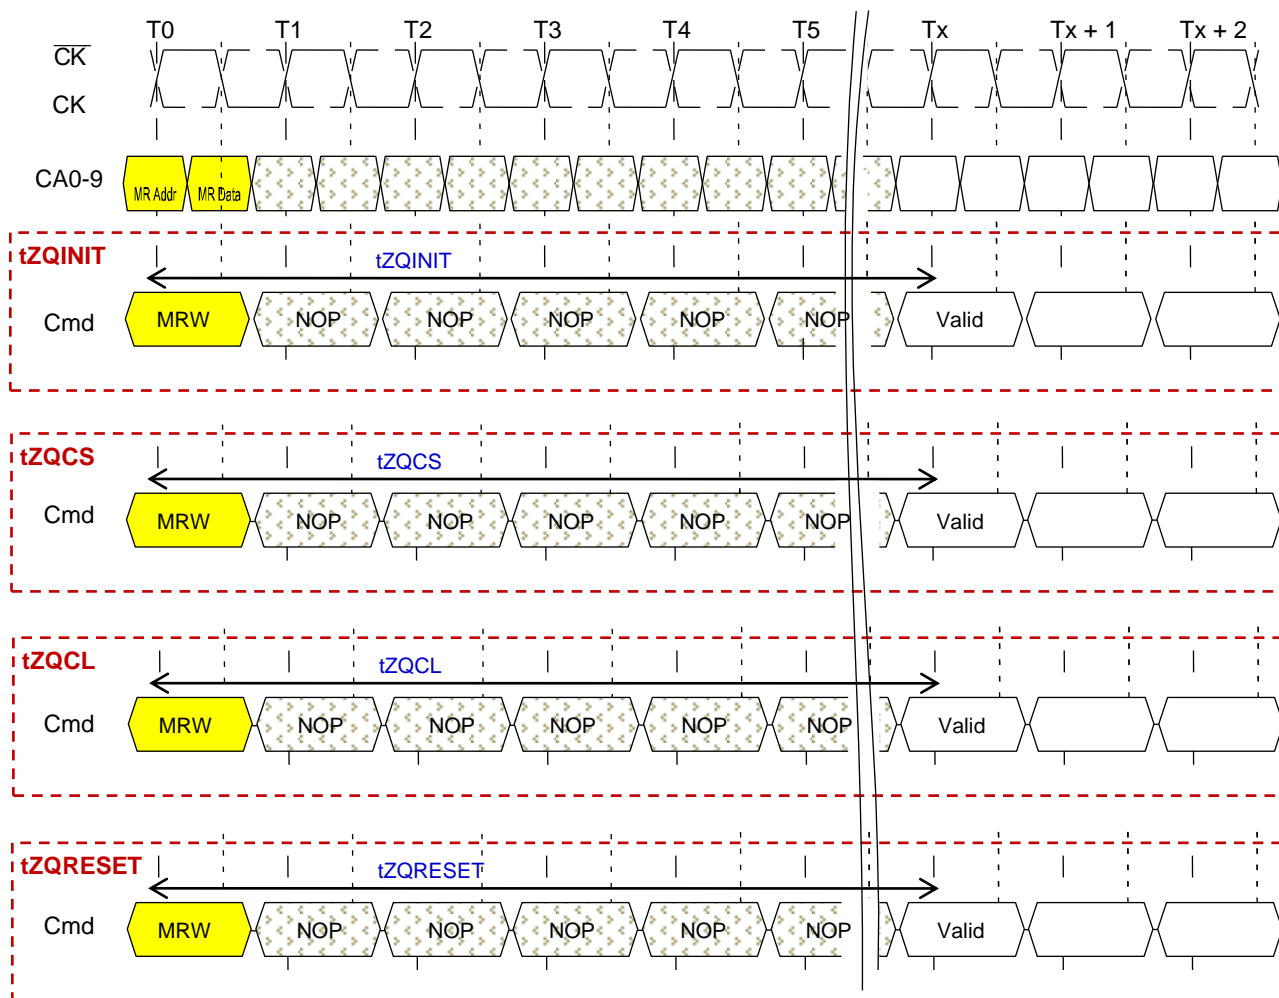 T0 T1 T2 T3 T4 T5 Tx Tx + 1 Tx + 2
CK
CK
CA0-9 MR Addr MR Data
tZQINIT
tZQINIT
Cmd MRW NOP NOP NOP NOP NOP Valid
tZQCS
tZQCS
Cmd MRW NOP NOP NOP NOP NOP Valid
tZQCL
tZQCL
Cmd MRW NOP NOP NOP NOP NOP Valid
tZQRESET
tZQRESET
Cmd MRW NOP NOP NOP NOP NOP Valid